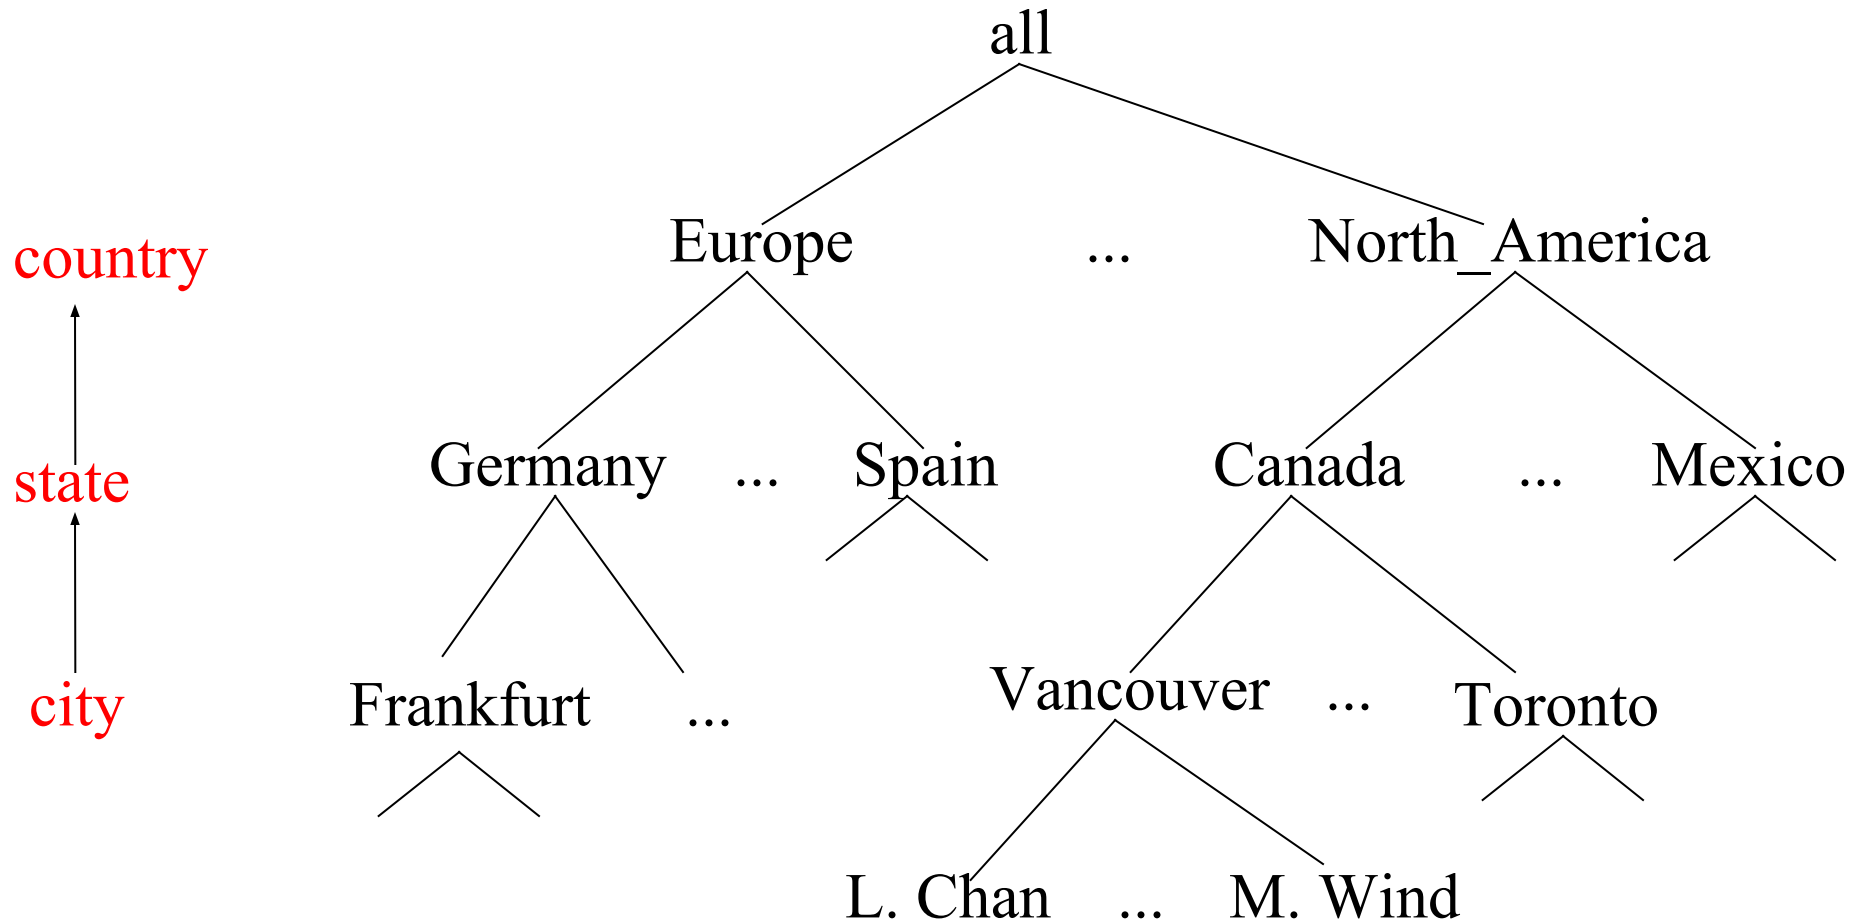 all
country Europe ... North_America
state Germany ... Spain Canada ... Mexico
city Frankfurt ... Vancouver ... Toronto
L. Chan ... M. Wind